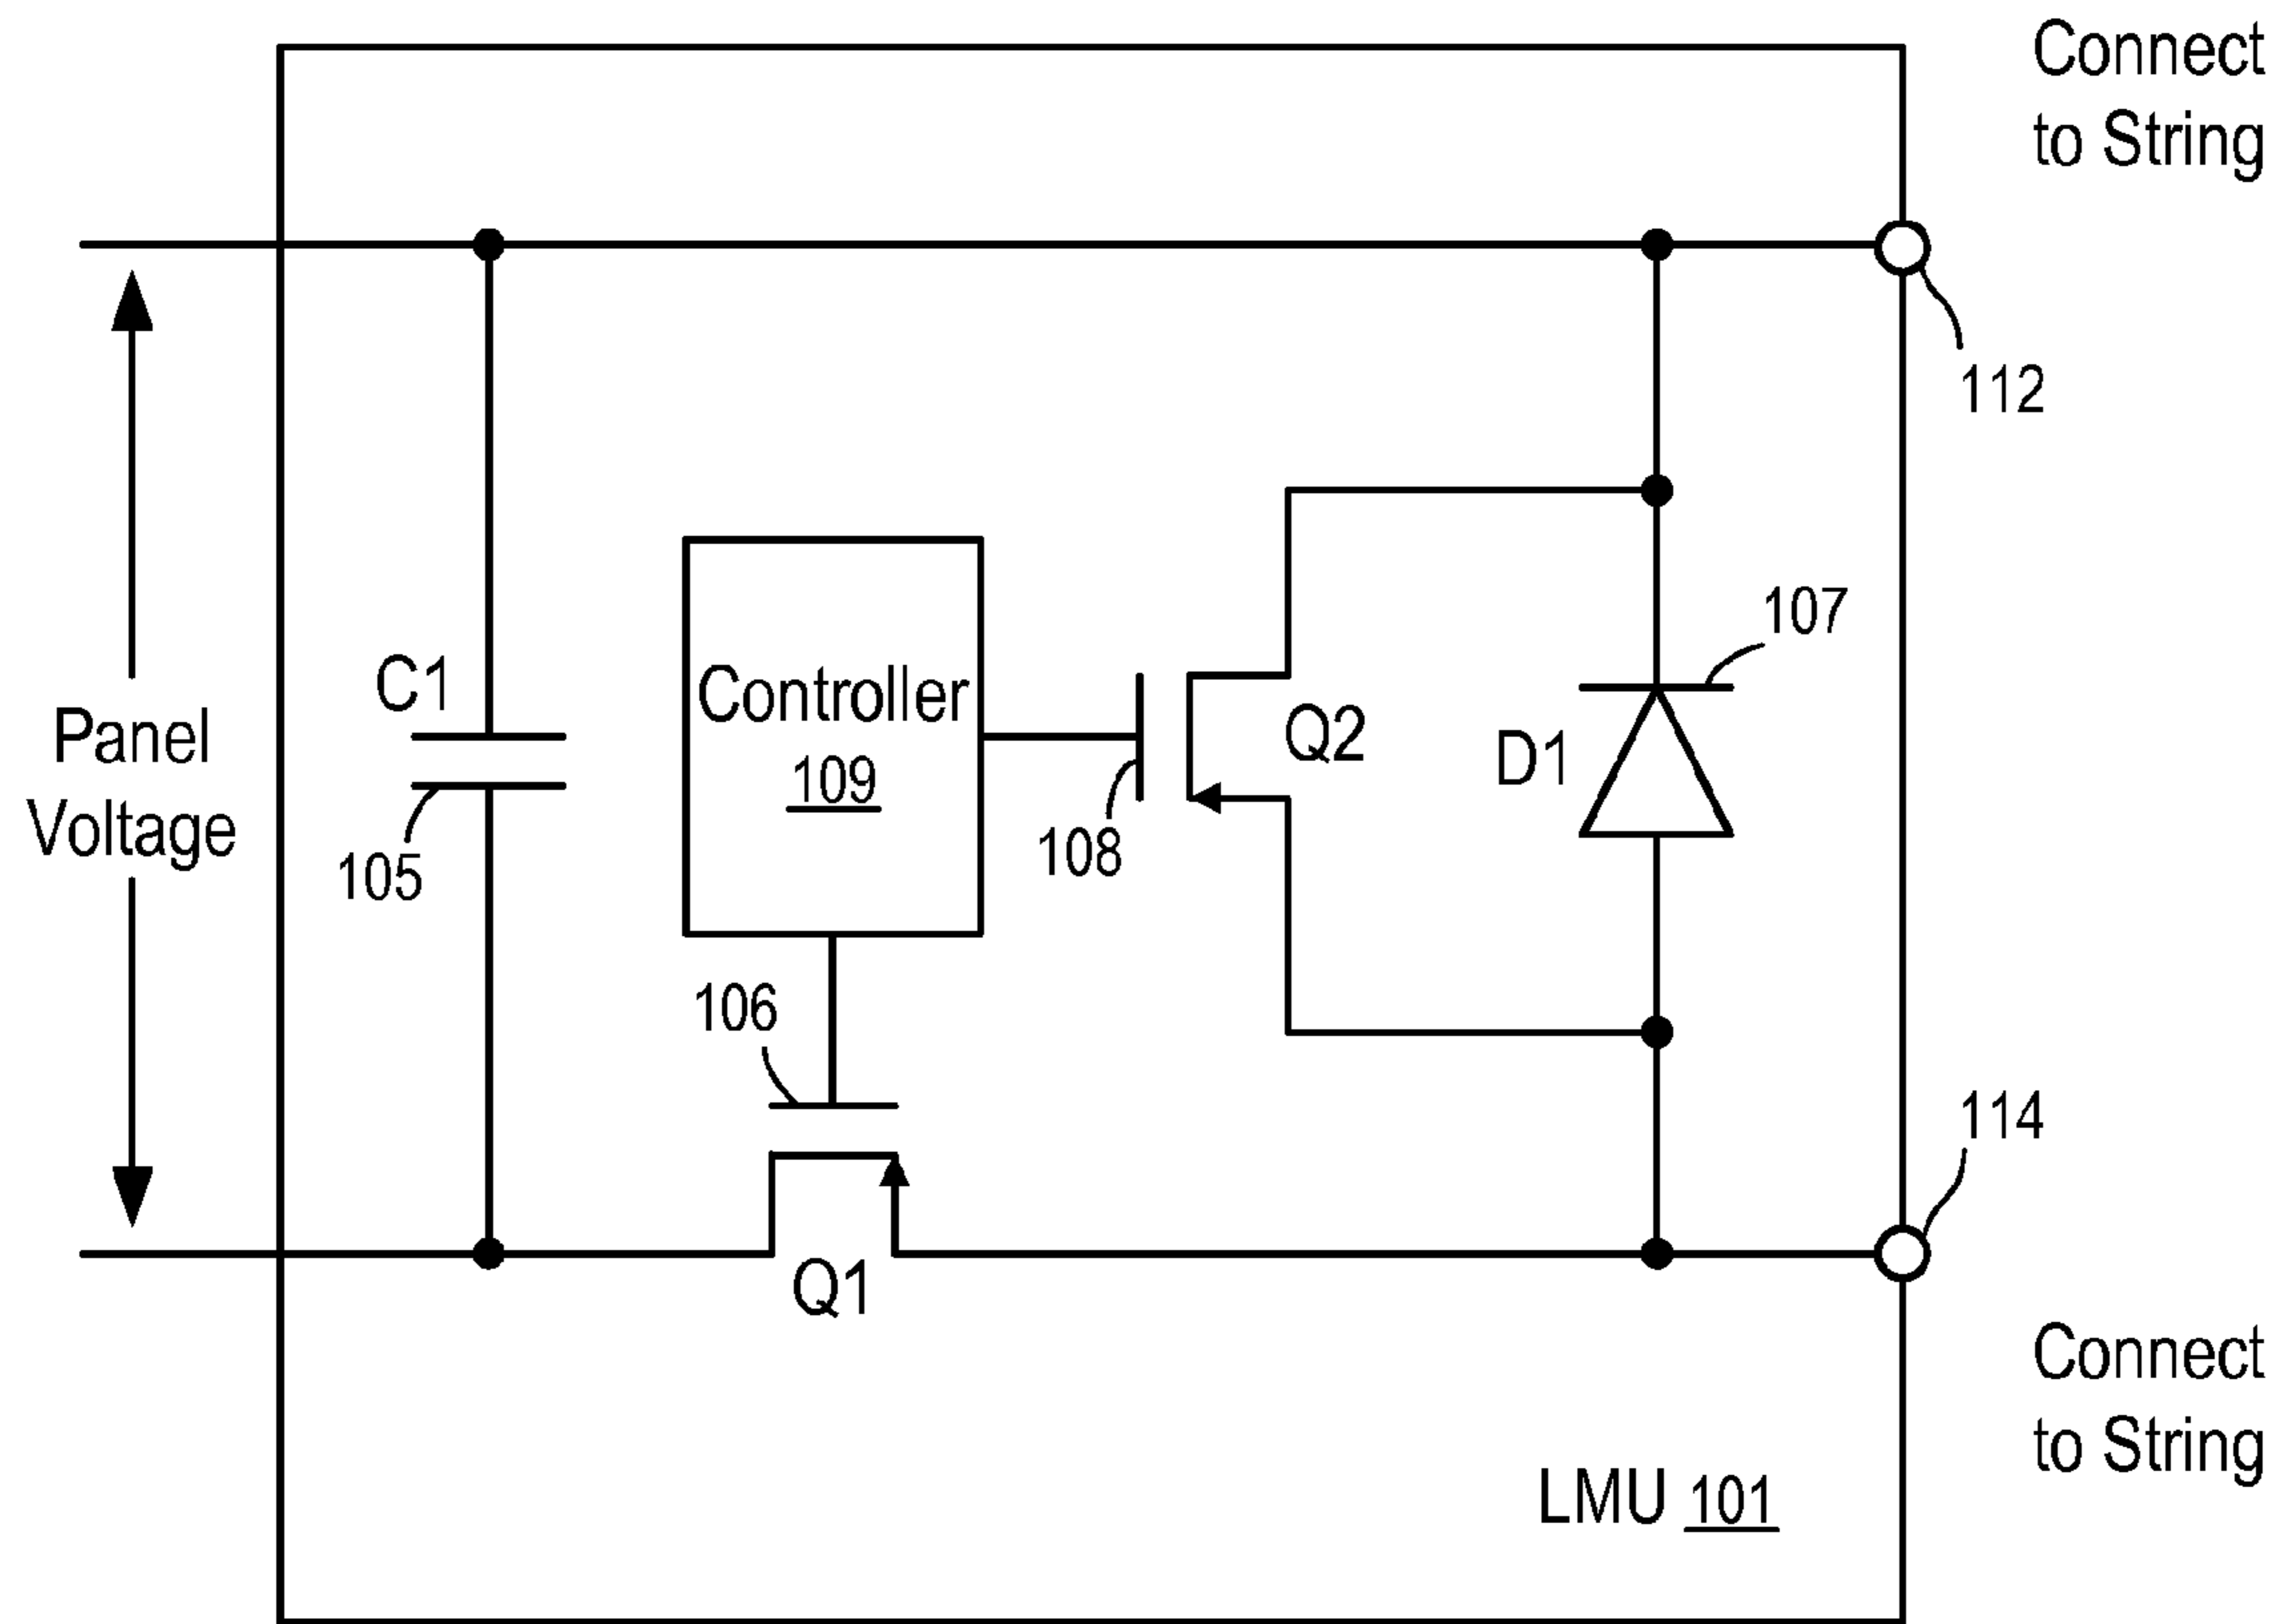 Connect
to String
112
107
C1
Controller
109
Q2
D1
Panel
Voltage
105
108
106
114
Q1
Connect
to String
LMU 101